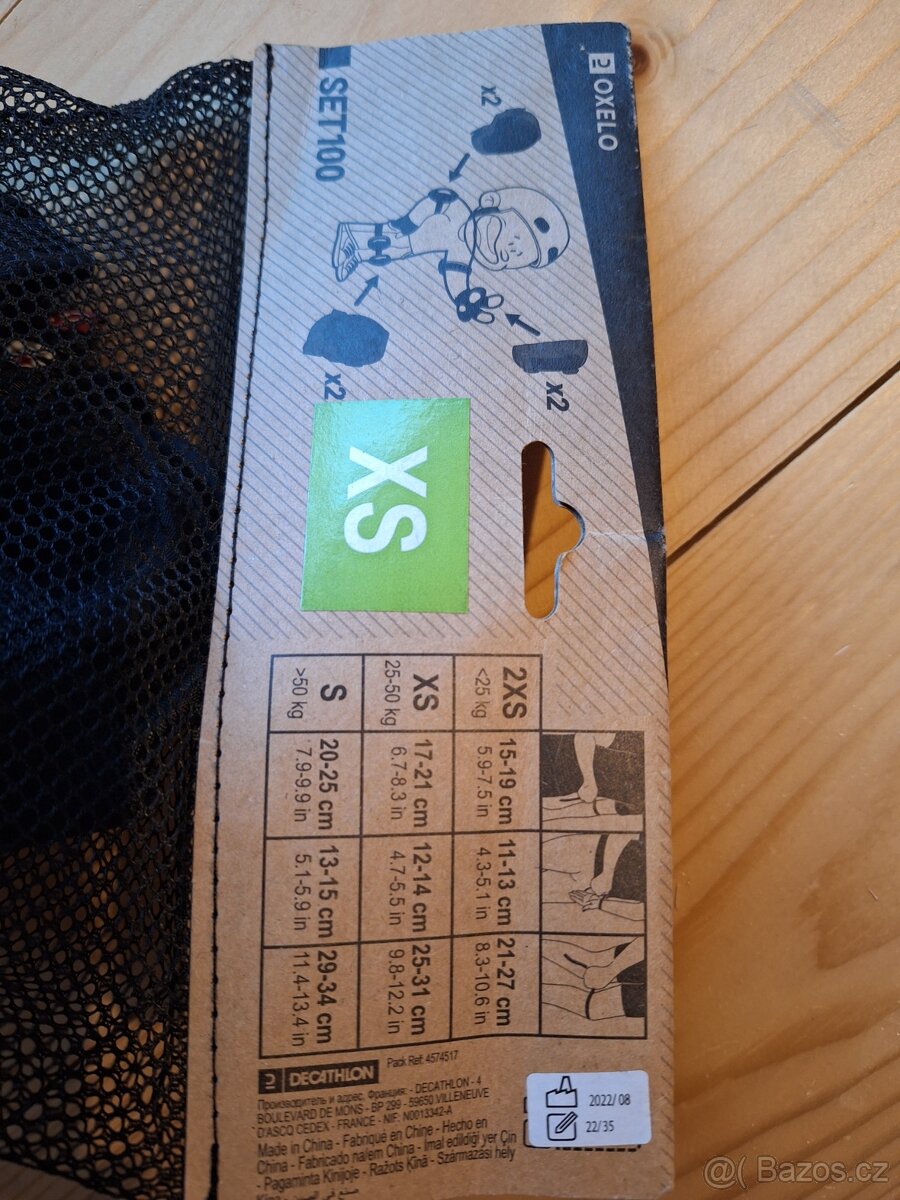 OXELO
SET100
x2
x2
x2
XS
2XS
<25 kg
15-19 cm
5.9-7.5 in
11-13 cm
4.3-5.1 in
21-27 cm
8.3-10.6 in
XS
25-50 kg
17-21 cm
6.7-8.3 in
12-14 cm
4.7-5.5 in
25-31 cm
9.8-12.2 in
S
>50 kg
20-25 cm
7.9-9.9 in
13-15 cm
5.1-5.9 in
29-34 cm
11.4-13.4 in
DECATHLON
Pack Ref: 4574517
Производитель и адрес, Франция: - DECATHLON - 4
BOULEVARD DE MONS - BP 299 - 59650 VILLENEUVE
D'ASCQ CEDEX - FRANCE - NIF: N0013342-A
Made in China - Fabriqué en Chine - Hecho en
China - Fabricado na/em China - İmal edildiği yer Çin
- Pagaminta Kinijoje - Ražots Ķīnā - Származási hely
2022/ 08
22/35
@( Bazos.cz